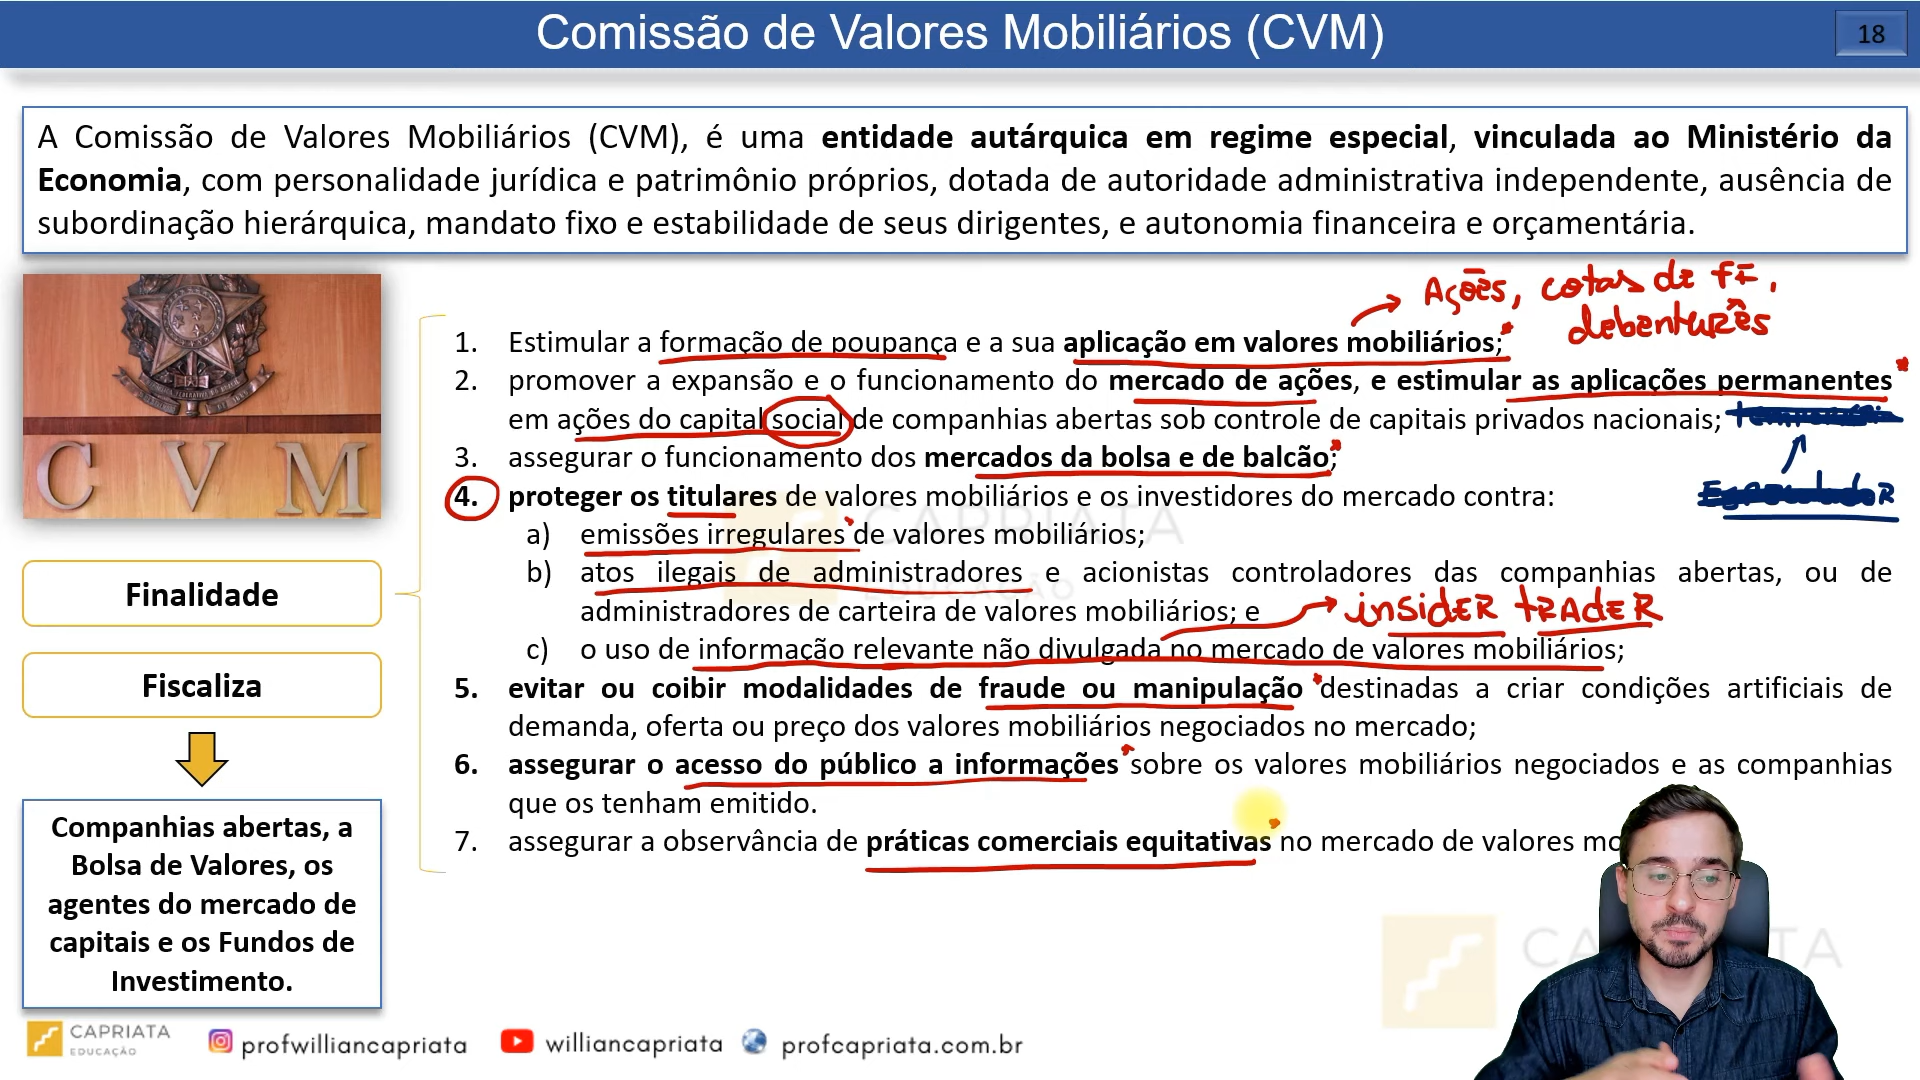 Comissão de Valores Mobiliários (CVM)
18
A Comissão de Valores Mobiliários (CVM), é uma entidade autárquica em regime especial, vinculada ao Ministério da
Economia, com personalidade jurídica e patrimônio próprios, dotada de autoridade administrativa independente, ausência de
subordinação hierárquica, mandato fixo e estabilidade de seus dirigentes, e autonomia financeira e orçamentária.
CVM
Ações, cotas de FI,
debentures
1. Estimular a formação de poupança e a sua aplicação em valores mobiliários;
2. promover a expansão e o funcionamento do mercado de ações, e estimular as aplicações permanentes
em ações do capital social de companhias abertas sob controle de capitais privados nacionais;
3. assegurar o funcionamento dos mercados da bolsa e de balcão;
4. proteger os titulares de valores mobiliários e os investidores do mercado contra:
a) emissões irregulares de valores mobiliários;
b) atos ilegais de administradores e acionistas controladores das companhias abertas, ou de
administradores de carteira de valores mobiliários; e
insider trader
c) o uso de informação relevante não divulgada no mercado de valores mobiliários;
5. evitar ou coibir modalidades de fraude ou manipulação destinadas a criar condições artificiais de
demanda, oferta ou preço dos valores mobiliários negociados no mercado;
6. assegurar o acesso do público a informações sobre os valores mobiliários negociados e as companhias
que os tenham emitido.
7. assegurar a observância de práticas comerciais equitativas no mercado de valores mo
Finalidade
Fiscaliza
Companhias abertas, a
Bolsa de Valores, os
agentes do mercado de
capitais e os Fundos de
Investimento.
CAPRIATA
EDUCAÇÃO
CAPRIATA
EDUCAÇÃO
profwilliancapriata
williancapriata
profcapriata.com.br